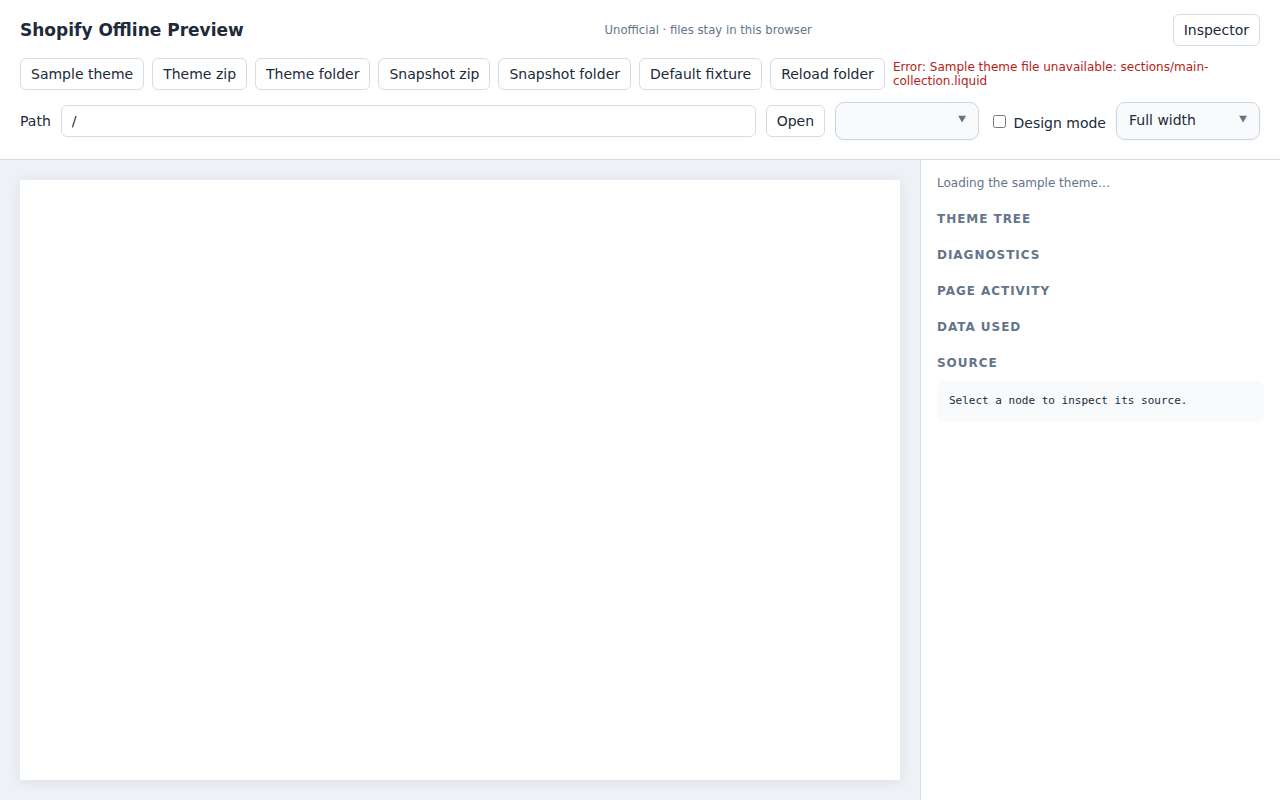 Shopify Offline Preview
Unofficial · files stay in this browser
Inspector
Sample theme
Theme zip
Theme folder
Snapshot zip
Snapshot folder
Default fixture
Reload folder
Error: Sample theme file unavailable: sections/main-
collection.liquid
Path
/
Open
Design mode
Full width
Loading the sample theme…
THEME TREE
DIAGNOSTICS
PAGE ACTIVITY
DATA USED
SOURCE
Select a node to inspect its source.